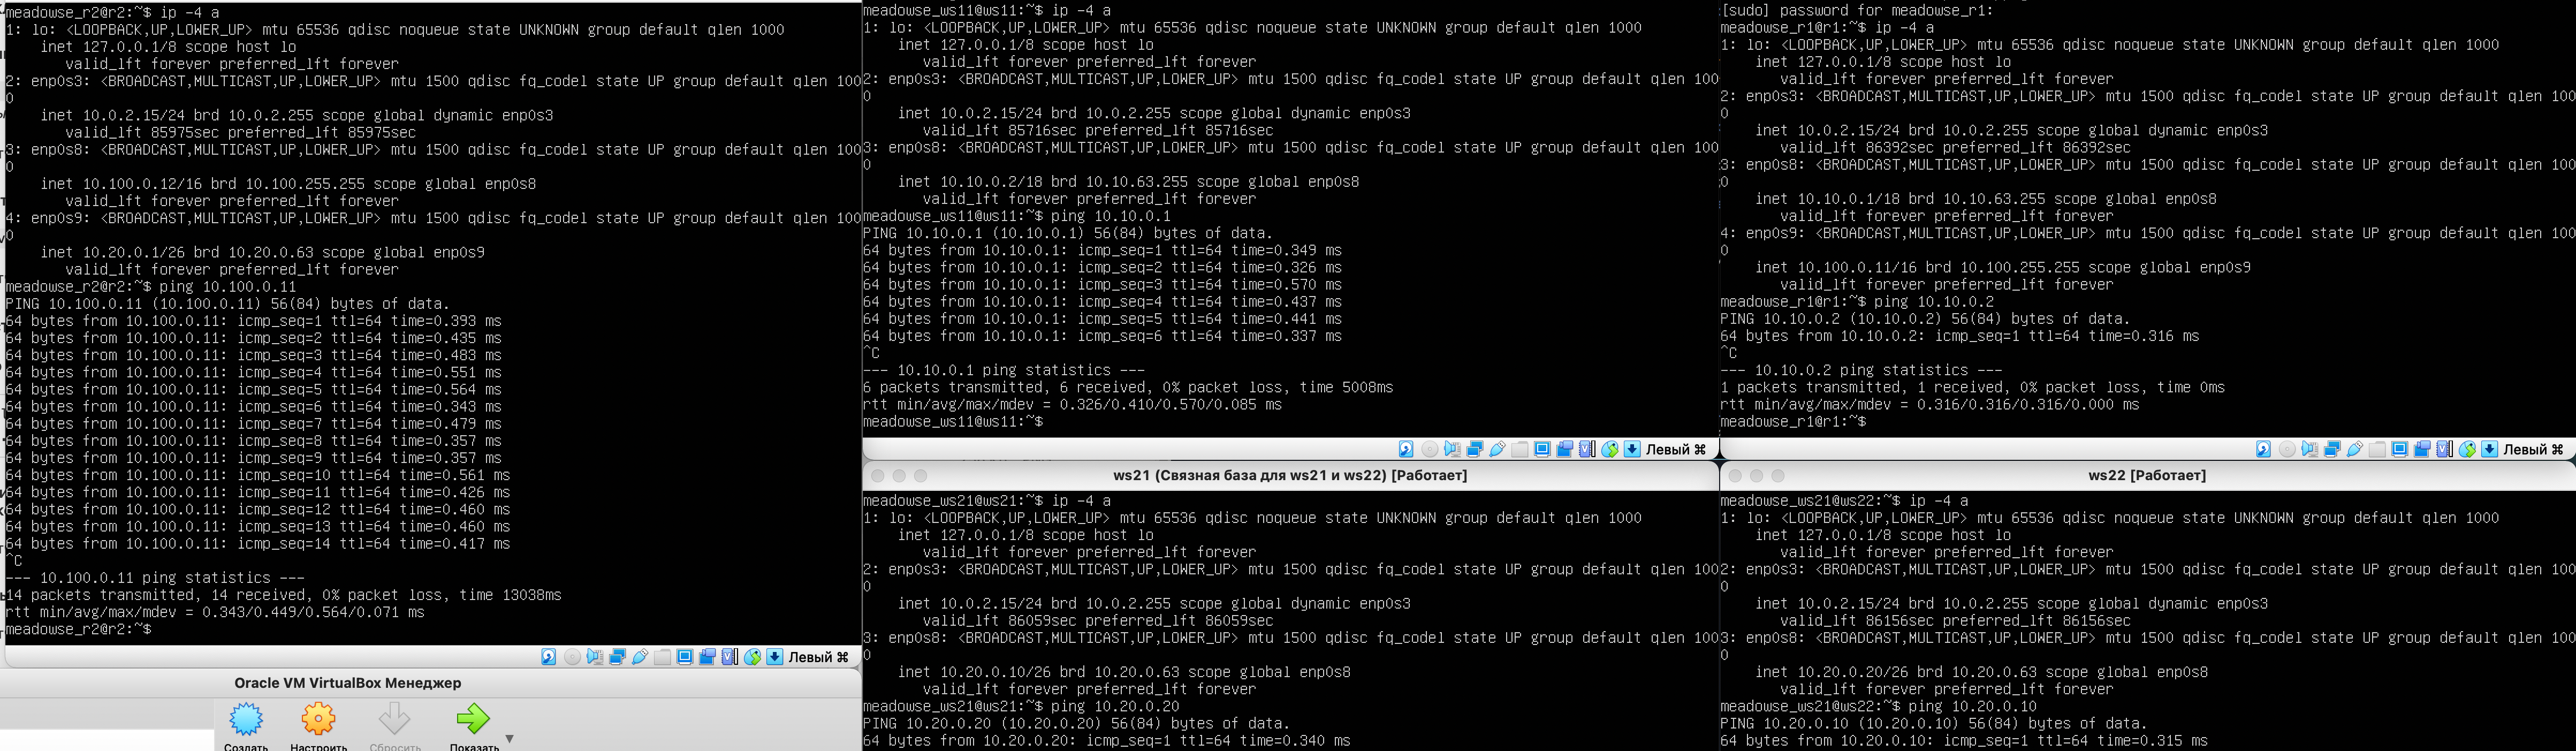 meadowse_r2@r2:~$ ip -4 a
1: lo: <LOOPBACK,UP,LOWER_UP> mtu 65536 qdisc noqueue state UNKNOWN group default qlen 1000
    inet 127.0.0.1/8 scope host lo
       valid_lft forever preferred_lft forever
2: enp0s3: <BROADCAST,MULTICAST,UP,LOWER_UP> mtu 1500 qdisc fq_codel state UP group default qlen 100
0
    inet 10.0.2.15/24 brd 10.0.2.255 scope global dynamic enp0s3
       valid_lft 85975sec preferred_lft 85975sec
3: enp0s8: <BROADCAST,MULTICAST,UP,LOWER_UP> mtu 1500 qdisc fq_codel state UP group default qlen 100
0
    inet 10.100.0.12/16 brd 10.100.255.255 scope global enp0s8
       valid_lft forever preferred_lft forever
4: enp0s9: <BROADCAST,MULTICAST,UP,LOWER_UP> mtu 1500 qdisc fq_codel state UP group default qlen 100
0
    inet 10.20.0.1/26 brd 10.20.0.63 scope global enp0s9
       valid_lft forever preferred_lft forever
meadowse_r2@r2:~$ ping 10.100.0.11
PING 10.100.0.11 (10.100.0.11) 56(84) bytes of data.
64 bytes from 10.100.0.11: icmp_seq=1 ttl=64 time=0.393 ms
64 bytes from 10.100.0.11: icmp_seq=2 ttl=64 time=0.435 ms
64 bytes from 10.100.0.11: icmp_seq=3 ttl=64 time=0.483 ms
64 bytes from 10.100.0.11: icmp_seq=4 ttl=64 time=0.551 ms
64 bytes from 10.100.0.11: icmp_seq=5 ttl=64 time=0.564 ms
64 bytes from 10.100.0.11: icmp_seq=6 ttl=64 time=0.343 ms
64 bytes from 10.100.0.11: icmp_seq=7 ttl=64 time=0.479 ms
64 bytes from 10.100.0.11: icmp_seq=8 ttl=64 time=0.357 ms
64 bytes from 10.100.0.11: icmp_seq=9 ttl=64 time=0.357 ms
64 bytes from 10.100.0.11: icmp_seq=10 ttl=64 time=0.561 ms
64 bytes from 10.100.0.11: icmp_seq=11 ttl=64 time=0.426 ms
64 bytes from 10.100.0.11: icmp_seq=12 ttl=64 time=0.460 ms
64 bytes from 10.100.0.11: icmp_seq=13 ttl=64 time=0.460 ms
64 bytes from 10.100.0.11: icmp_seq=14 ttl=64 time=0.417 ms
^C
--- 10.100.0.11 ping statistics ---
14 packets transmitted, 14 received, 0% packet loss, time 13038ms
rtt min/avg/max/mdev = 0.343/0.449/0.564/0.071 ms
meadowse_r2@r2:~$
Левый ⌘
Oracle VM VirtualBox Менеджер
Создать Настроить Сбросить Показать
meadowse_ws11@ws11:~$ ip -4 a
1: lo: <LOOPBACK,UP,LOWER_UP> mtu 65536 qdisc noqueue state UNKNOWN group default qlen 1000
    inet 127.0.0.1/8 scope host lo
       valid_lft forever preferred_lft forever
2: enp0s3: <BROADCAST,MULTICAST,UP,LOWER_UP> mtu 1500 qdisc fq_codel state UP group default qlen 100
0
    inet 10.0.2.15/24 brd 10.0.2.255 scope global dynamic enp0s3
       valid_lft 85716sec preferred_lft 85716sec
3: enp0s8: <BROADCAST,MULTICAST,UP,LOWER_UP> mtu 1500 qdisc fq_codel state UP group default qlen 100
0
    inet 10.10.0.2/18 brd 10.10.63.255 scope global enp0s8
       valid_lft forever preferred_lft forever
meadowse_ws11@ws11:~$ ping 10.10.0.1
PING 10.10.0.1 (10.10.0.1) 56(84) bytes of data.
64 bytes from 10.10.0.1: icmp_seq=1 ttl=64 time=0.349 ms
64 bytes from 10.10.0.1: icmp_seq=2 ttl=64 time=0.326 ms
64 bytes from 10.10.0.1: icmp_seq=3 ttl=64 time=0.570 ms
64 bytes from 10.10.0.1: icmp_seq=4 ttl=64 time=0.437 ms
64 bytes from 10.10.0.1: icmp_seq=5 ttl=64 time=0.441 ms
64 bytes from 10.10.0.1: icmp_seq=6 ttl=64 time=0.337 ms
^C
--- 10.10.0.1 ping statistics ---
6 packets transmitted, 6 received, 0% packet loss, time 5008ms
rtt min/avg/max/mdev = 0.326/0.410/0.570/0.085 ms
meadowse_ws11@ws11:~$
Левый ⌘
[sudo] password for meadowse_r1:
meadowse_r1@r1:~$ ip -4 a
1: lo: <LOOPBACK,UP,LOWER_UP> mtu 65536 qdisc noqueue state UNKNOWN group default qlen 1000
    inet 127.0.0.1/8 scope host lo
       valid_lft forever preferred_lft forever
2: enp0s3: <BROADCAST,MULTICAST,UP,LOWER_UP> mtu 1500 qdisc fq_codel state UP group default qlen 100
0
    inet 10.0.2.15/24 brd 10.0.2.255 scope global dynamic enp0s3
       valid_lft 86392sec preferred_lft 86392sec
3: enp0s8: <BROADCAST,MULTICAST,UP,LOWER_UP> mtu 1500 qdisc fq_codel state UP group default qlen 100
0
    inet 10.10.0.1/18 brd 10.10.63.255 scope global enp0s8
       valid_lft forever preferred_lft forever
4: enp0s9: <BROADCAST,MULTICAST,UP,LOWER_UP> mtu 1500 qdisc fq_codel state UP group default qlen 100
0
    inet 10.100.0.11/16 brd 10.100.255.255 scope global enp0s9
       valid_lft forever preferred_lft forever
meadowse_r1@r1:~$ ping 10.10.0.2
PING 10.10.0.2 (10.10.0.2) 56(84) bytes of data.
64 bytes from 10.10.0.2: icmp_seq=1 ttl=64 time=0.316 ms
^C
--- 10.10.0.2 ping statistics ---
1 packets transmitted, 1 received, 0% packet loss, time 0ms
rtt min/avg/max/mdev = 0.316/0.316/0.316/0.000 ms
meadowse_r1@r1:~$
Левый ⌘
ws21 (Связная база для ws21 и ws22) [Работает]
meadowse_ws21@ws21:~$ ip -4 a
1: lo: <LOOPBACK,UP,LOWER_UP> mtu 65536 qdisc noqueue state UNKNOWN group default qlen 1000
    inet 127.0.0.1/8 scope host lo
       valid_lft forever preferred_lft forever
2: enp0s3: <BROADCAST,MULTICAST,UP,LOWER_UP> mtu 1500 qdisc fq_codel state UP group default qlen 100
0
    inet 10.0.2.15/24 brd 10.0.2.255 scope global dynamic enp0s3
       valid_lft 86059sec preferred_lft 86059sec
3: enp0s8: <BROADCAST,MULTICAST,UP,LOWER_UP> mtu 1500 qdisc fq_codel state UP group default qlen 100
0
    inet 10.20.0.10/26 brd 10.20.0.63 scope global enp0s8
       valid_lft forever preferred_lft forever
meadowse_ws21@ws21:~$ ping 10.20.0.20
PING 10.20.0.20 (10.20.0.20) 56(84) bytes of data.
64 bytes from 10.20.0.20: icmp_seq=1 ttl=64 time=0.340 ms
ws22 [Работает]
meadowse_ws21@ws22:~$ ip -4 a
1: lo: <LOOPBACK,UP,LOWER_UP> mtu 65536 qdisc noqueue state UNKNOWN group default qlen 1000
    inet 127.0.0.1/8 scope host lo
       valid_lft forever preferred_lft forever
2: enp0s3: <BROADCAST,MULTICAST,UP,LOWER_UP> mtu 1500 qdisc fq_codel state UP group default qlen 100
0
    inet 10.0.2.15/24 brd 10.0.2.255 scope global dynamic enp0s3
       valid_lft 86156sec preferred_lft 86156sec
3: enp0s8: <BROADCAST,MULTICAST,UP,LOWER_UP> mtu 1500 qdisc fq_codel state UP group default qlen 100
0
    inet 10.20.0.20/26 brd 10.20.0.63 scope global enp0s8
       valid_lft forever preferred_lft forever
meadowse_ws21@ws22:~$ ping 10.20.0.10
PING 10.20.0.10 (10.20.0.10) 56(84) bytes of data.
64 bytes from 10.20.0.10: icmp_seq=1 ttl=64 time=0.315 ms